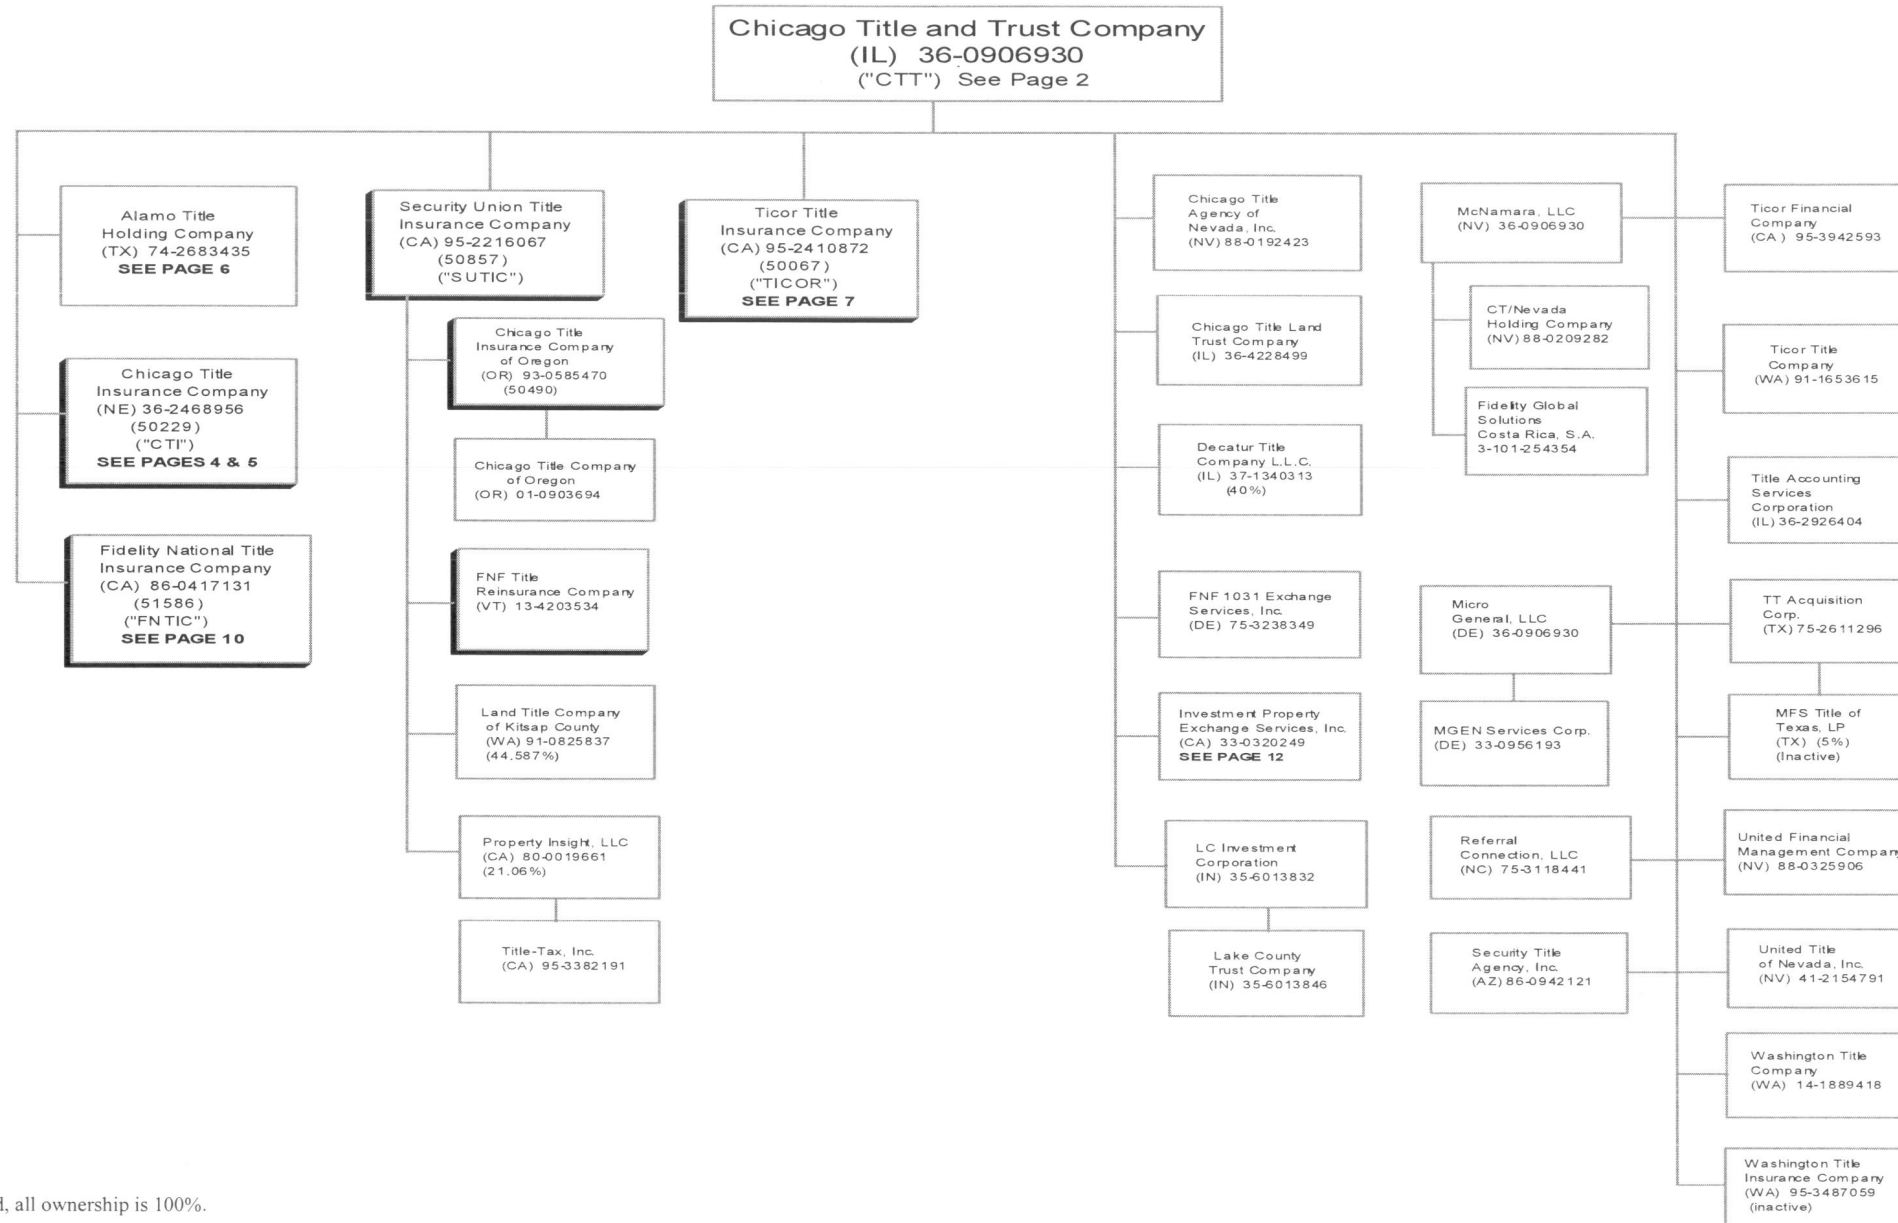 Chicago Title and Trust Company
(IL) 36-0906930
("CTT") See Page 2
Alamo Title
Holding Company
(TX) 74-2683435
SEE PAGE 6
Chicago Title
Insurance Company
(NE) 36-2468956
(50229)
("CTI")
SEE PAGES 4 & 5
Fidelity National Title
Insurance Company
(CA) 86-0417131
(51586)
("FNTIC")
SEE PAGE 10
Security Union Title
Insurance Company
(CA) 95-2216067
(50857)
("SUTIC")
Chicago Title
Insurance Company
of Oregon
(OR) 93-0585470
(50490)
Chicago Title Company
of Oregon
(OR) 01-0903694
FNF Title
Reinsurance Company
(VT) 13-4203534
Land Title Company
of Kitsap County
(WA) 91-0825837
(44.587%)
Property Insight, LLC
(CA) 80-0019661
(21.06%)
Title-Tax, Inc.
(CA) 95-3382191
Ticor Title
Insurance Company
(CA) 95-2410872
(50067)
("TICOR")
SEE PAGE 7
Chicago Title
Agency of
Nevada, Inc.
(NV) 88-0192423
Chicago Title Land
Trust Company
(IL) 36-4228499
Decatur Title
Company L.L.C.
(IL) 37-1340313
(40%)
FNF 1031 Exchange
Services, Inc.
(DE) 75-3238349
Investment Property
Exchange Services, Inc.
(CA) 33-0320249
SEE PAGE 12
LC Investment
Corporation
(IN) 35-6013832
Lake County
Trust Company
(IN) 35-6013846
McNamara, LLC
(NV) 36-0906930
CT/Nevada
Holding Company
(NV) 88-0209282
Fidelity Global
Solutions
Costa Rica, S.A.
3-101-254354
Micro
General, LLC
(DE) 36-0906930
MGEN Services Corp.
(DE) 33-0956193
Referral
Connection, LLC
(NC) 75-3118441
Security Title
Agency, Inc.
(AZ) 86-0942121
Ticor Financial
Company
(CA ) 95-3942593
Ticor Title
Company
(WA) 91-1653615
Title Accounting
Services
Corporation
(IL) 36-2926404
TT Acquisition
Corp.
(TX) 75-2611296
MFS Title of
Texas, LP
(TX) (5%)
(Inactive)
United Financial
Management Company
(NV) 88-0325906
United Title
of Nevada, Inc.
(NV) 41-2154791
Washington Title
Company
(WA) 14-1889418
Washington Title
Insurance Company
(WA) 95-3487059
(inactive)
d, all ownership is 100%.